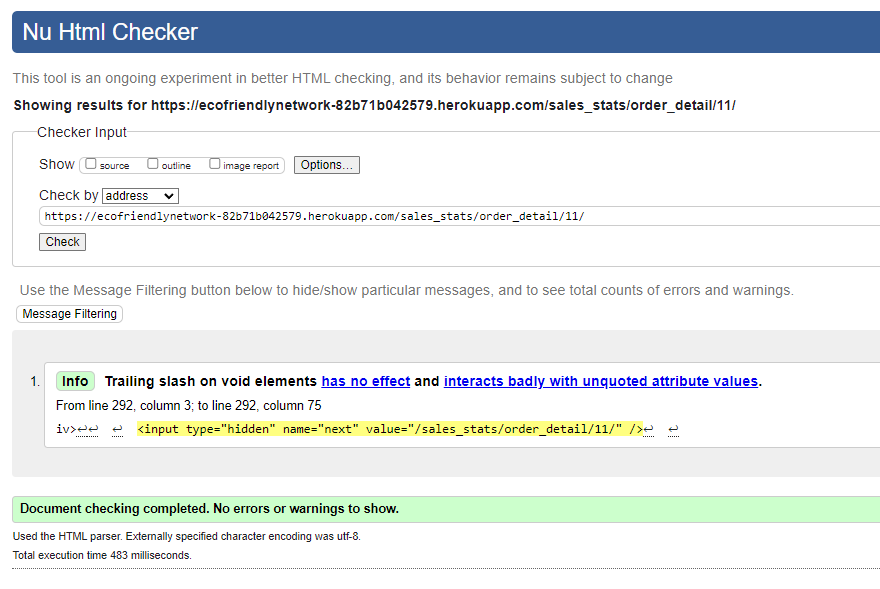 Nu Html Checker
This tool is an ongoing experiment in better HTML checking, and its behavior remains subject to change
Showing results for https://ecofriendlynetwork-82b71b042579.herokuapp.com/sales_stats/order_detail/11/
Checker Input
Show source outline image report Options...
Check by address
https://ecofriendlynetwork-82b71b042579.herokuapp.com/sales_stats/order_detail/11/
Check
Use the Message Filtering button below to hide/show particular messages, and to see total counts of errors and warnings.
Message Filtering
1. Info Trailing slash on void elements has no effect and interacts badly with unquoted attribute values.
From line 292, column 3; to line 292, column 75
iv>↩↩ ↩ <input type="hidden" name="next" value="/sales_stats/order_detail/11/" />↩ ↩
Document checking completed. No errors or warnings to show.
Used the HTML parser. Externally specified character encoding was utf-8.
Total execution time 483 milliseconds.